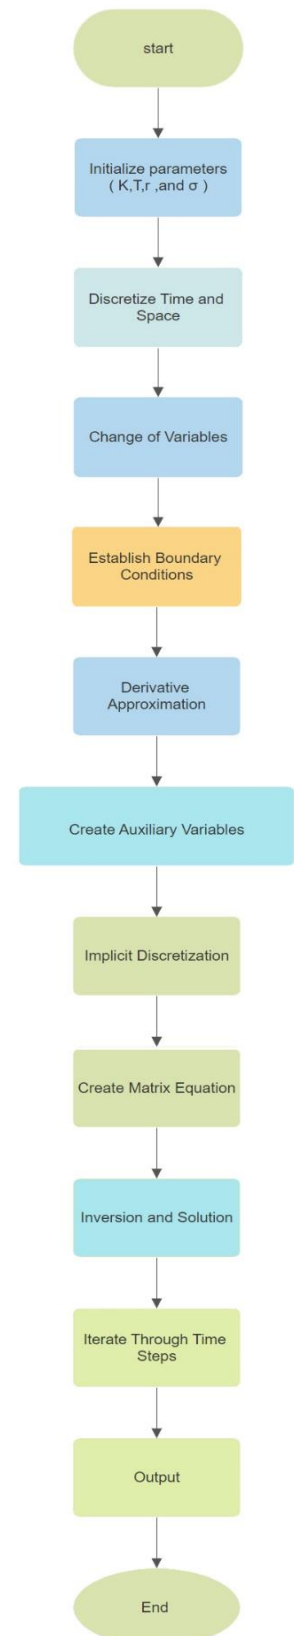 start
Initialize parameters
( K,T,r ,and σ )
Discretize Time and
Space
Change of Variables
Establish Boundary
Conditions
Derivative
Approximation
Create Auxiliary Variables
Implicit Discretization
Create Matrix Equation
Inversion and Solution
Iterate Through Time
Steps
Output
End